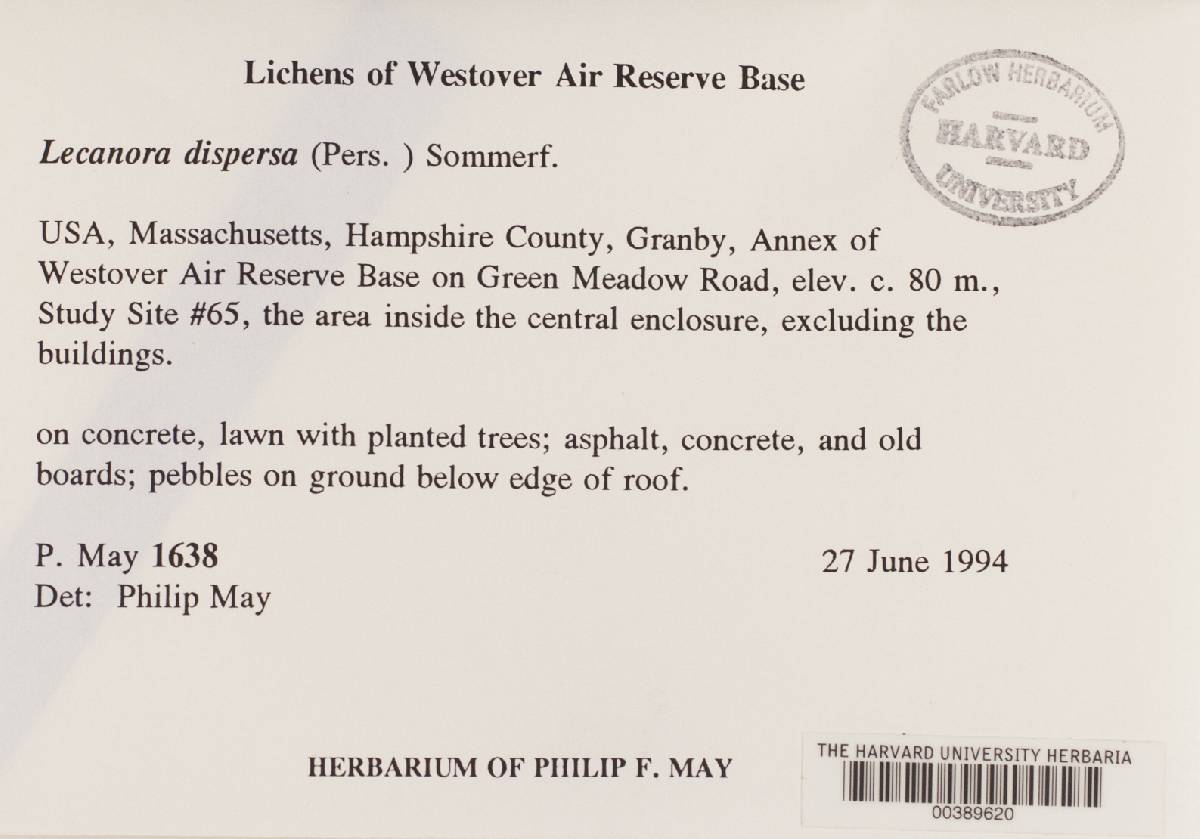 Lichens of Westover Air Reserve Base
FARLOW HERBARIUM
HARVARD
UNIVERSITY
Lecanora dispersa (Pers. ) Sommerf.
USA, Massachusetts, Hampshire County, Granby, Annex of
Westover Air Reserve Base on Green Meadow Road, elev. c. 80 m.,
Study Site #65, the area inside the central enclosure, excluding the
buildings.
on concrete, lawn with planted trees; asphalt, concrete, and old
boards; pebbles on ground below edge of roof.
P. May 1638
27 June 1994
Det: Philip May
HERBARIUM OF PHILIP F. MAY
THE HARVARD UNIVERSITY HERBARIA
00389620